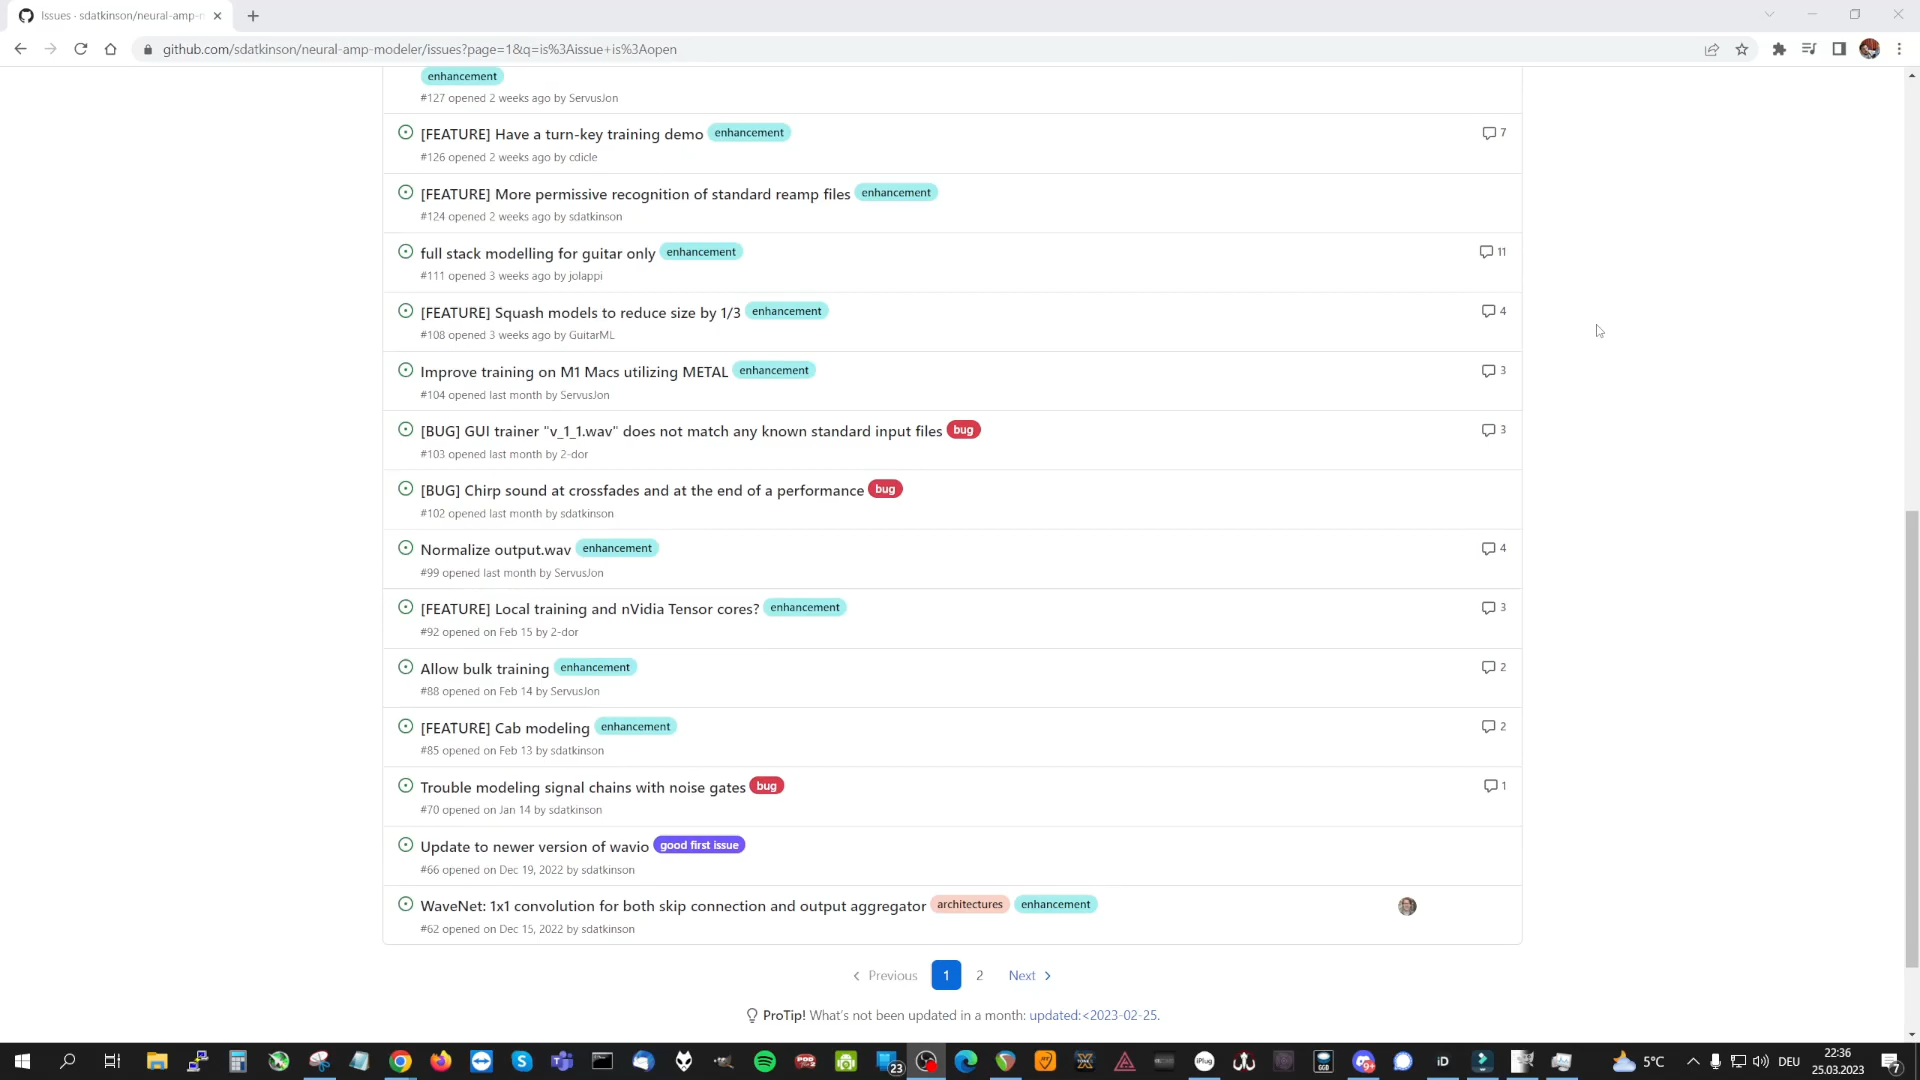 Issues · sdatkinson/neural-amp-n
github.com/sdatkinson/neural-amp-modeler/issues?page=1&q=is%3Aissue+is%3Aopen
enhancement
#127 opened 2 weeks ago by ServusJon
[FEATURE] Have a turn-key training demo enhancement 7
#126 opened 2 weeks ago by cdicle
[FEATURE] More permissive recognition of standard reamp files enhancement
#124 opened 2 weeks ago by sdatkinson
full stack modelling for guitar only enhancement 11
#111 opened 3 weeks ago by jolappi
[FEATURE] Squash models to reduce size by 1/3 enhancement 4
#108 opened 3 weeks ago by GuitarML
Improve training on M1 Macs utilizing METAL enhancement 3
#104 opened last month by ServusJon
[BUG] GUI trainer "v_1_1.wav" does not match any known standard input files bug 3
#103 opened last month by 2-dor
[BUG] Chirp sound at crossfades and at the end of a performance bug
#102 opened last month by sdatkinson
Normalize output.wav enhancement 4
#99 opened last month by ServusJon
[FEATURE] Local training and nVidia Tensor cores? enhancement 3
#92 opened on Feb 15 by 2-dor
Allow bulk training enhancement 2
#88 opened on Feb 14 by ServusJon
[FEATURE] Cab modeling enhancement 2
#85 opened on Feb 13 by sdatkinson
Trouble modeling signal chains with noise gates bug 1
#70 opened on Jan 14 by sdatkinson
Update to newer version of wavio good first issue
#66 opened on Dec 19, 2022 by sdatkinson
WaveNet: 1x1 convolution for both skip connection and output aggregator architectures enhancement
#62 opened on Dec 15, 2022 by sdatkinson
Previous 1 2 Next
ProTip! What's not been updated in a month: updated:<2023-02-25.
23 iPlug GGD 9+ iD 5°C DEU 22:36
25.03.2023 7